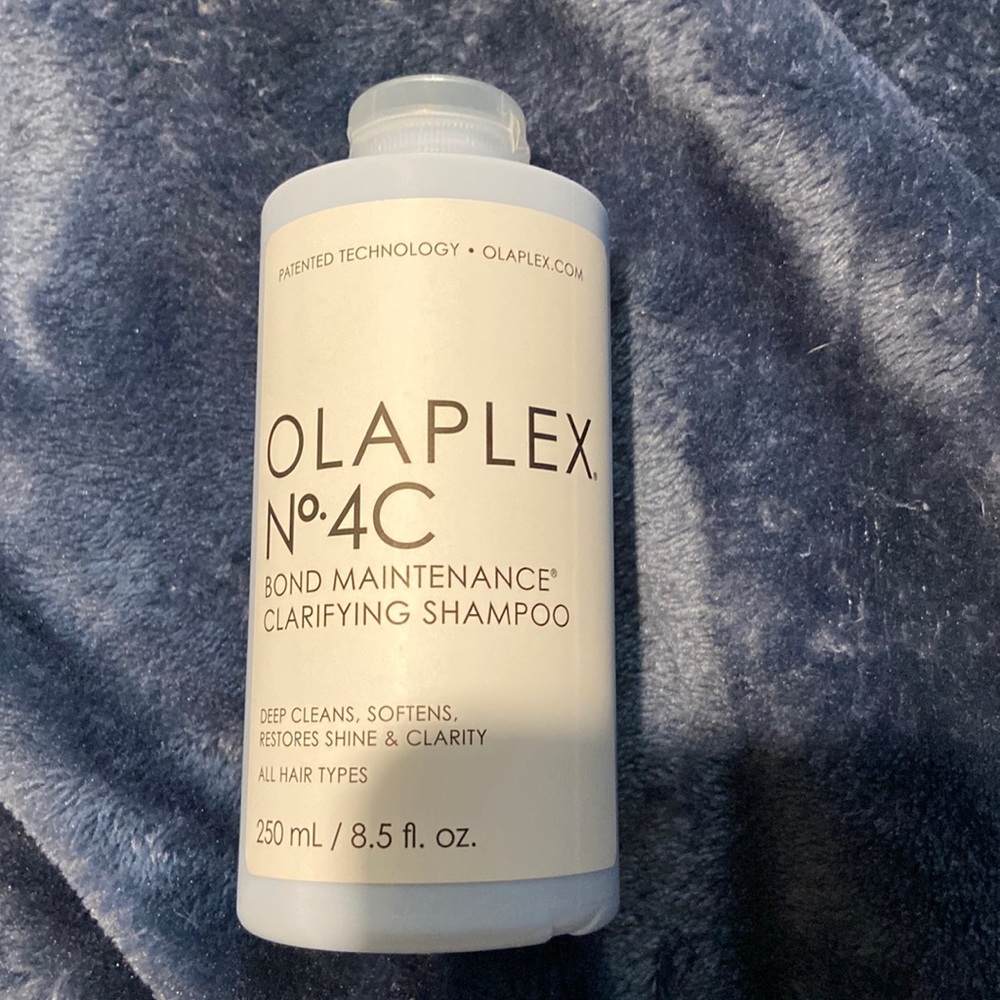 PATENTED TECHNOLOGY • OLAPLEX.COM
OLAPLEX®
Nº.4C
BOND MAINTENANCE®
CLARIFYING SHAMPOO
DEEP CLEANS, SOFTENS,
RESTORES SHINE & CLARITY
ALL HAIR TYPES
250 mL / 8.5 fl. oz.